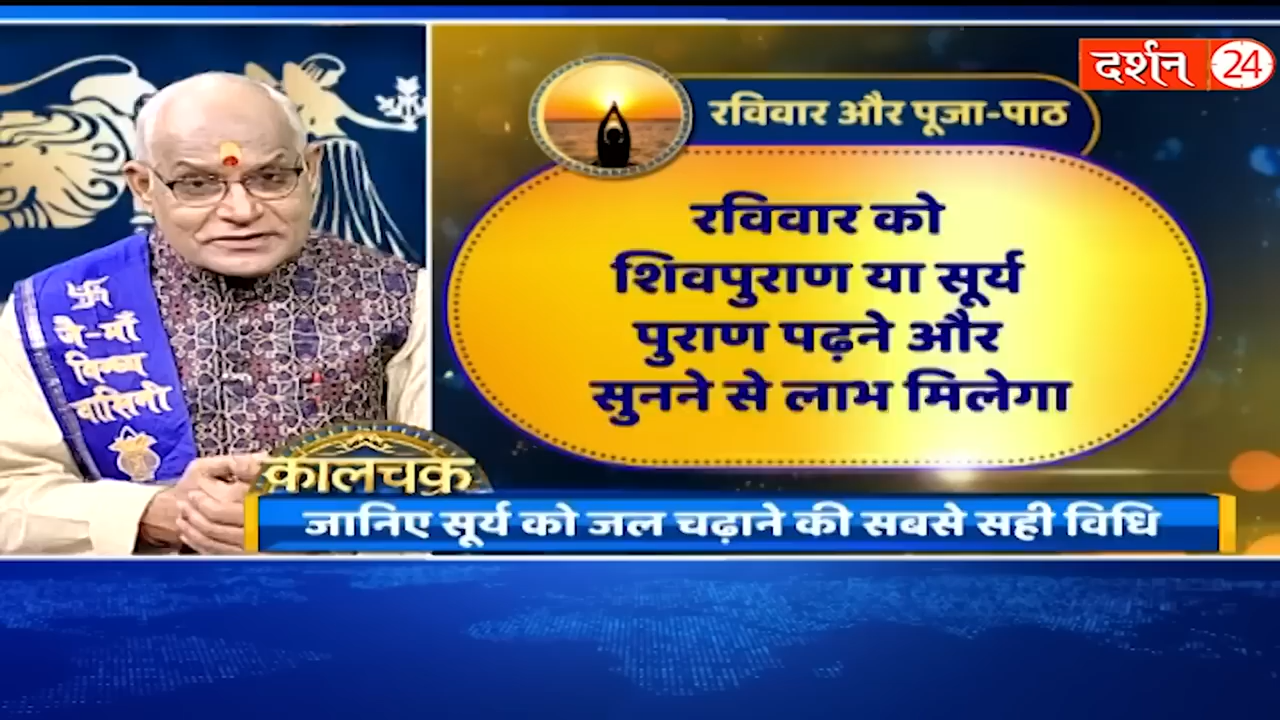 दर्शन 24
रविवार और पूजा-पाठ
रविवार को
शिवपुराण या सूर्य
पुराण पढ़ने और
सुनने से लाभ मिलेगा
जै-माँ
विन्ध्य
वासिनी
कालचक्र
जानिए सूर्य को जल चढ़ाने की सबसे सही विधि